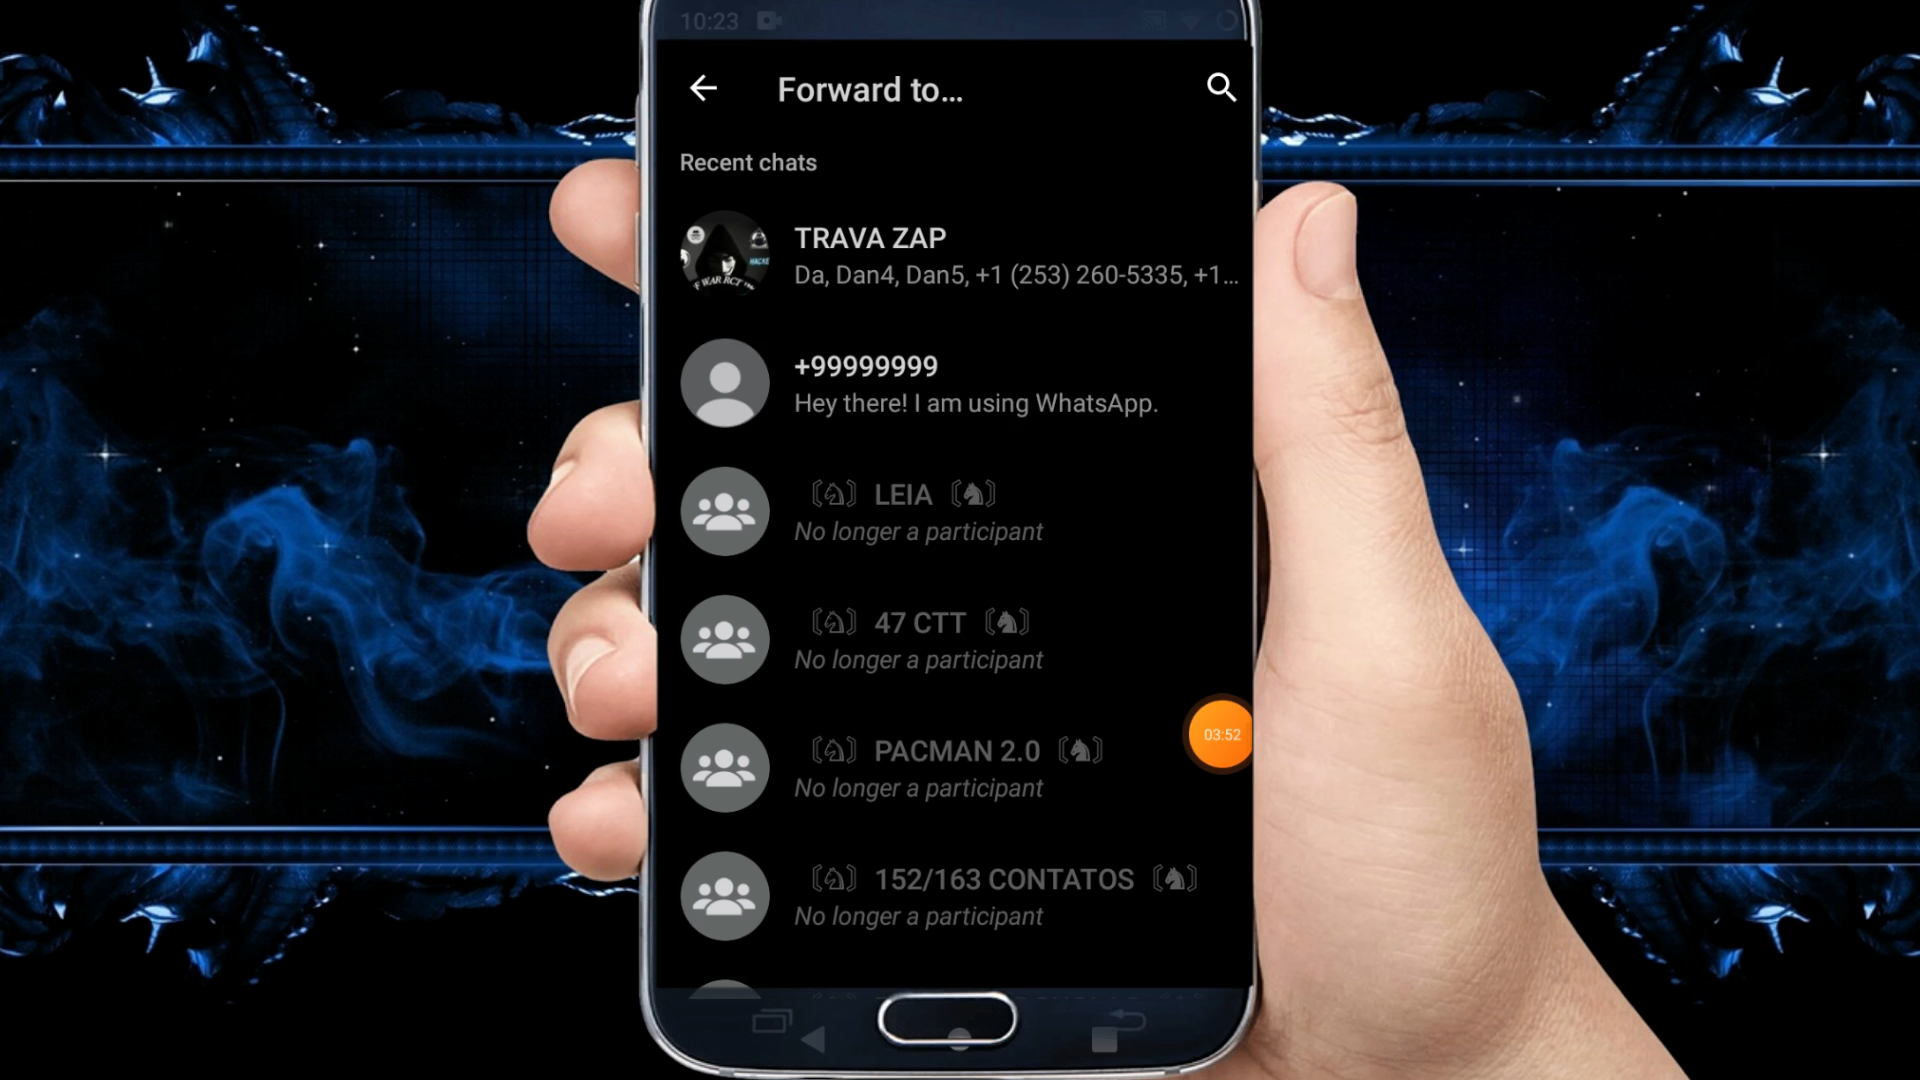 10:23
Forward to...
Recent chats
TRAVA ZAP
Da, Dan4, Dan5, +1 (253) 260-5335, +1...
HACKE
+99999999
Hey there! I am using WhatsApp.
〘♘〙 LEIA 〘♞〙
No longer a participant
〘♘〙 47 CTT 〘♞〙
No longer a participant
〘♘〙 PACMAN 2.0 〘♞〙
No longer a participant
03:52
〘♘〙 152/163 CONTATOS 〘♞〙
No longer a participant